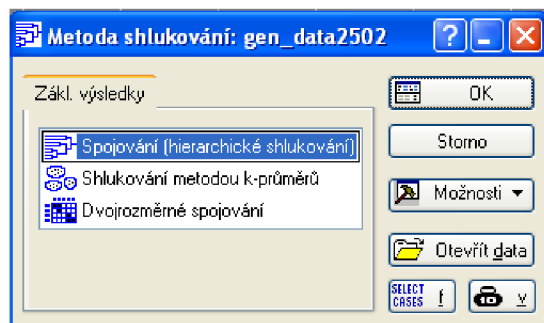 Metoda shlukování: gen_data2502
Zákl. výsledky
Spojování (hierarchické shlukování)
Shlukování metodou k-průměrů
Dvojrozměrné spojování
OK
Storno
Možnosti
Otevřít data
SELECT CASES f
v